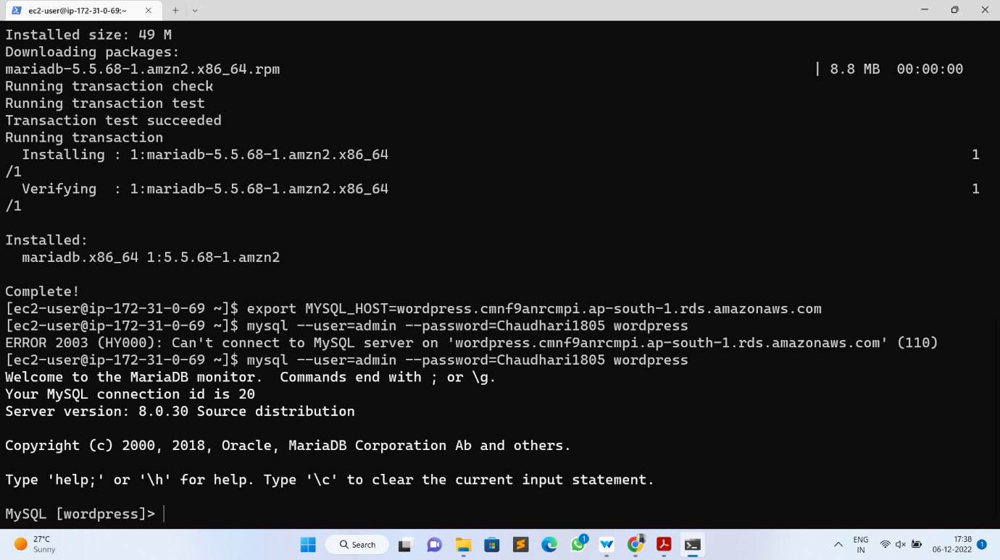 ec2-user@ip-172-31-0-69:~
Installed size: 49 M
Downloading packages:
mariadb-5.5.68-1.amzn2.x86_64.rpm | 8.8 MB 00:00:00
Running transaction check
Running transaction test
Transaction test succeeded
Running transaction
Installing : 1:mariadb-5.5.68-1.amzn2.x86_64 1
/1
Verifying : 1:mariadb-5.5.68-1.amzn2.x86_64 1
/1
Installed:
mariadb.x86_64 1:5.5.68-1.amzn2
Complete!
[ec2-user@ip-172-31-0-69 ~]$ export MYSQL_HOST=wordpress.cmnf9anrcmpi.ap-south-1.rds.amazonaws.com
[ec2-user@ip-172-31-0-69 ~]$ mysql --user=admin --password=Chaudhari1805 wordpress
ERROR 2003 (HY000): Can't connect to MySQL server on 'wordpress.cmnf9anrcmpi.ap-south-1.rds.amazonaws.com' (110)
[ec2-user@ip-172-31-0-69 ~]$ mysql --user=admin --password=Chaudhari1805 wordpress
Welcome to the MariaDB monitor. Commands end with ; or \g.
Your MySQL connection id is 20
Server version: 8.0.30 Source distribution
Copyright (c) 2000, 2018, Oracle, MariaDB Corporation Ab and others.
Type 'help;' or '\h' for help. Type '\c' to clear the current input statement.
MySQL [wordpress]>
27°C
Sunny
Search
1
ENG
IN
17:38
06-12-2022
1